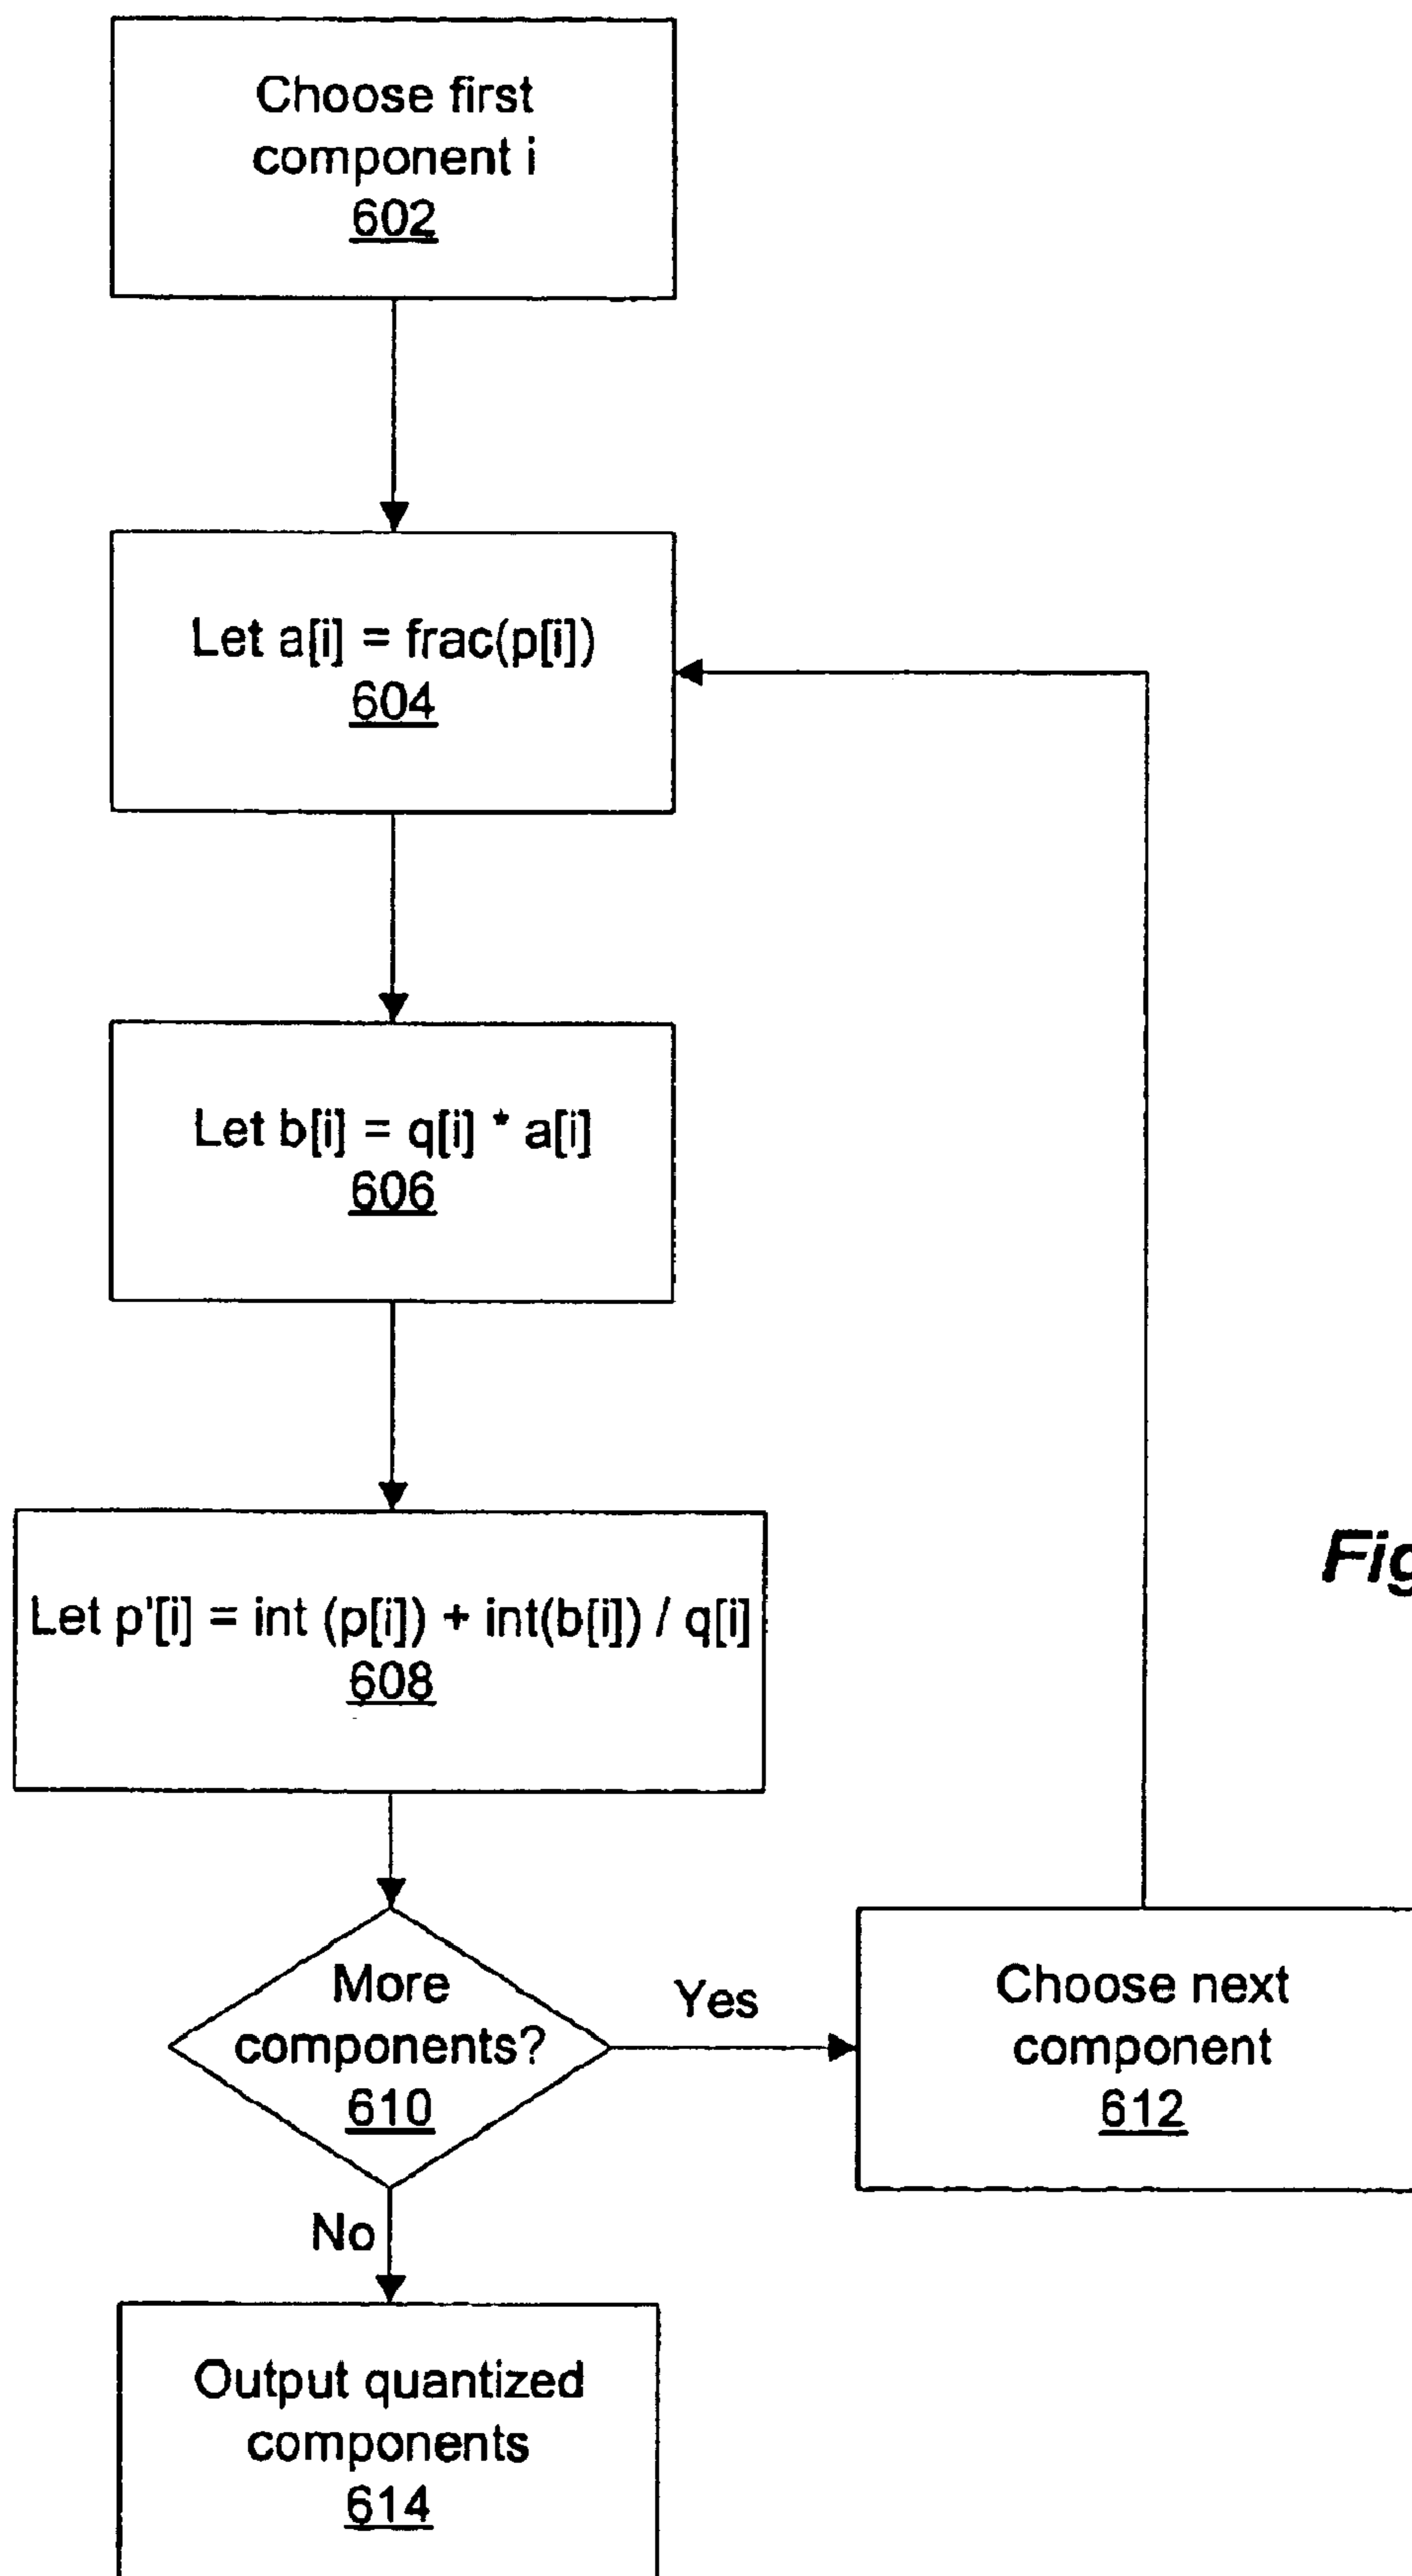 Choose first
component i
602
Let a[i] = frac(p[i])
604
Let b[i] = q[i] * a[i]
606
Let p'[i] = int (p[i]) + int(b[i]) / q[i]
608
Fig
More
components?
610
Yes
Choose next
component
612
No
Output quantized
components
614